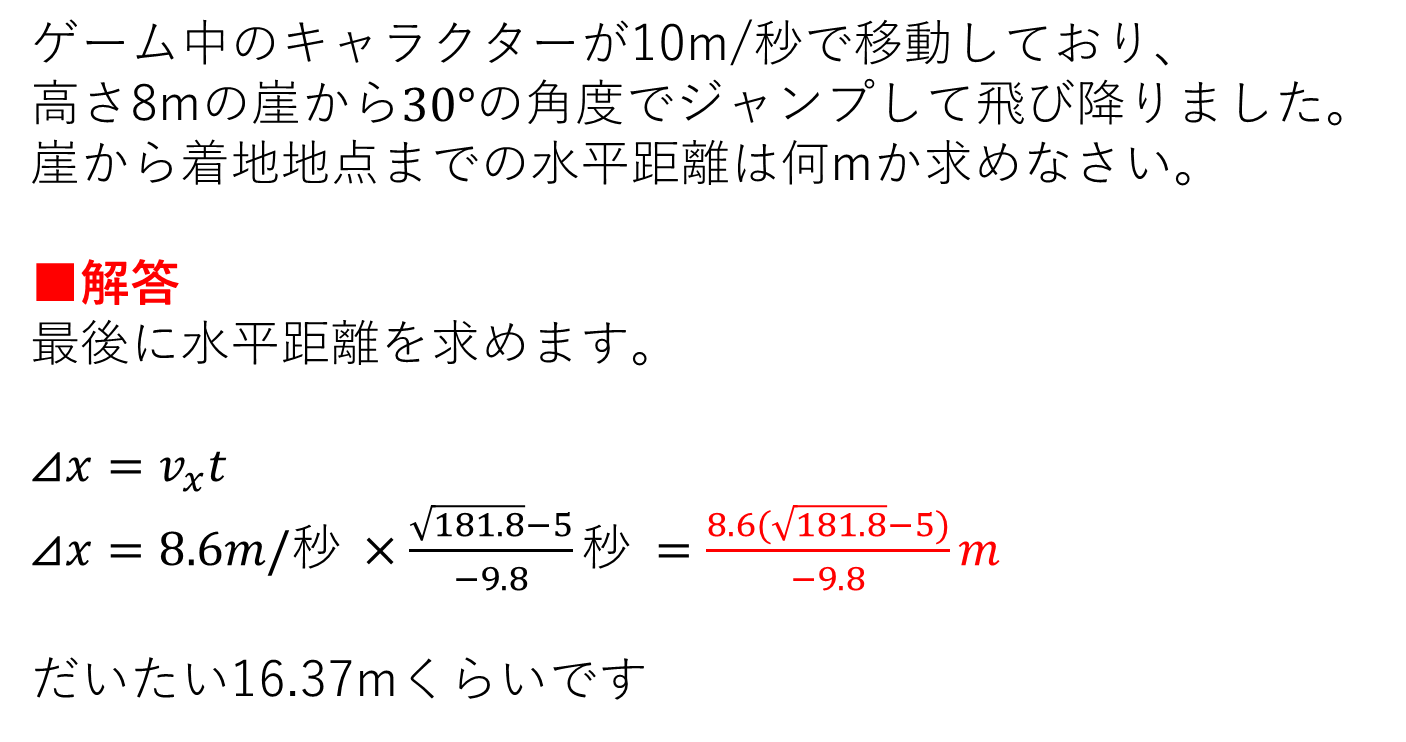 ゲーム中のキャラクターが10m/秒で移動しており、
高さ8mの崖から30°の角度でジャンプして飛び降りました。
崖から着地地点までの水平距離は何mか求めなさい。
■解答
最後に水平距離を求めます。
⊿x = vₓt
⊿x = 8.6m/秒 × (√181.8−5)/(−9.8) 秒 = 8.6(√181.8−5)/(−9.8) m
だいたい16.37mくらいです